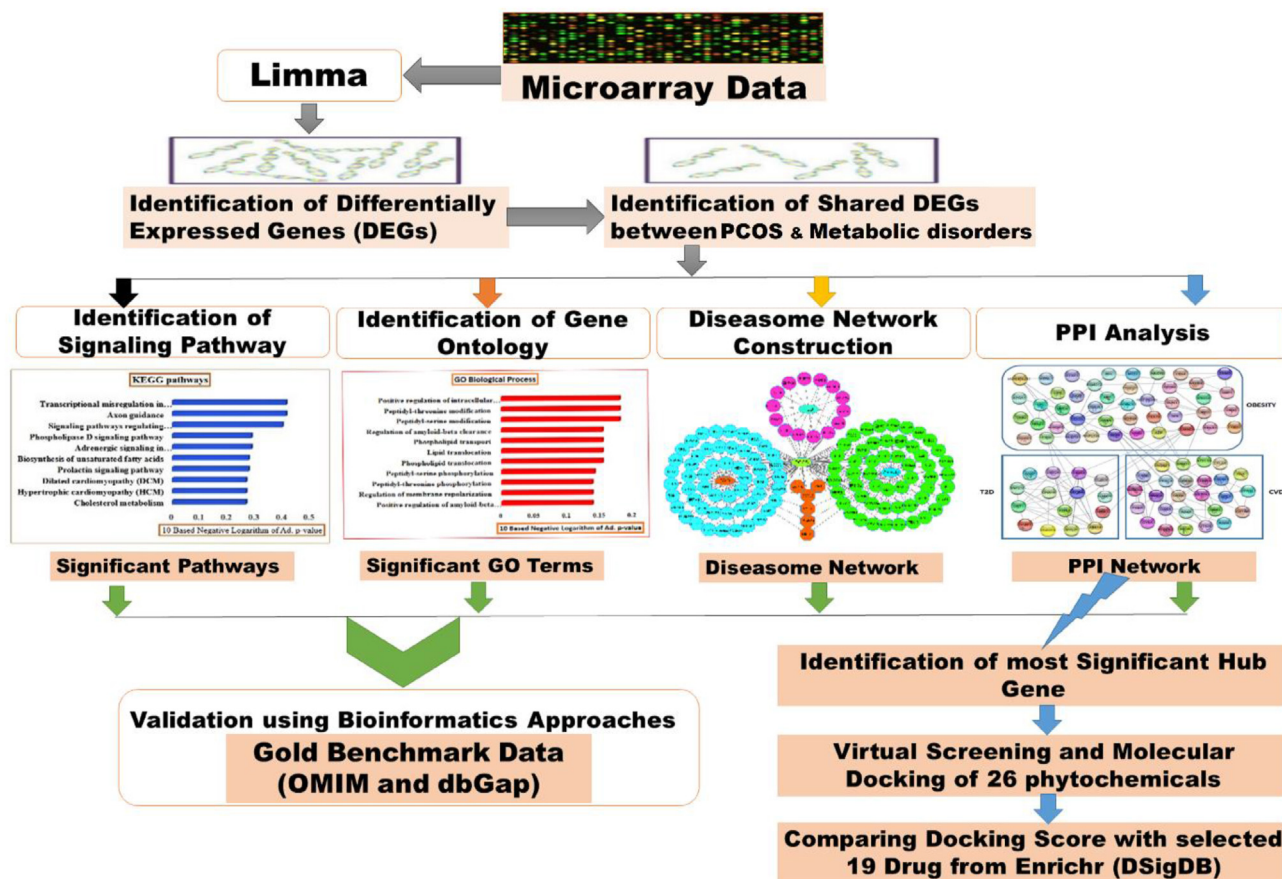 Limma
Microarray Data
Identification of Differentially
Expressed Genes (DEGs)
Identification of Shared DEGs
between PCOS & Metabolic disorders
Identification of
Signaling Pathway
Identification of Gene
Ontology
Diseasome Network
Construction
PPI Analysis
KEGG pathways
Transcriptional misregulation in...
Axon guidance
Signaling pathways regulating...
Phospholipase D signaling pathway
Adrenergic signaling in...
Biosynthesis of unsaturated fatty acids
Prolactin signaling pathway
Dilated cardiomyopathy (DCM)
Hypertrophic cardiomyopathy (HCM)
Cholesterol metabolism
0 0.1 0.2 0.3 0.4 0.5
10 Based Negative Logarithm of Ad. p-value
GO Biological Process
Positive regulation of intracellular...
Peptidyl-threonine modification
Peptidyl-serine modification
Regulation of amyloid-beta clearance
Phospholipid transport
Lipid translocation
Phospholipid translocation
Peptidyl-serine phosphorylation
Peptidyl-threonine phosphorylation
Regulation of membrane repolarization
Positive regulation of amyloid-beta...
0 0.05 0.1 0.15 0.2
10 Based Negative Logarithm of Ad. p-value
OBESITY
T2D
CVD
Significant Pathways
Significant GO Terms
Diseasome Network
PPI Network
Validation using Bioinformatics Approaches
Gold Benchmark Data
(OMIM and dbGap)
Identification of most Significant Hub
Gene
Virtual Screening and Molecular
Docking of 26 phytochemicals
Comparing Docking Score with selected
19 Drug from Enrichr (DSigDB)